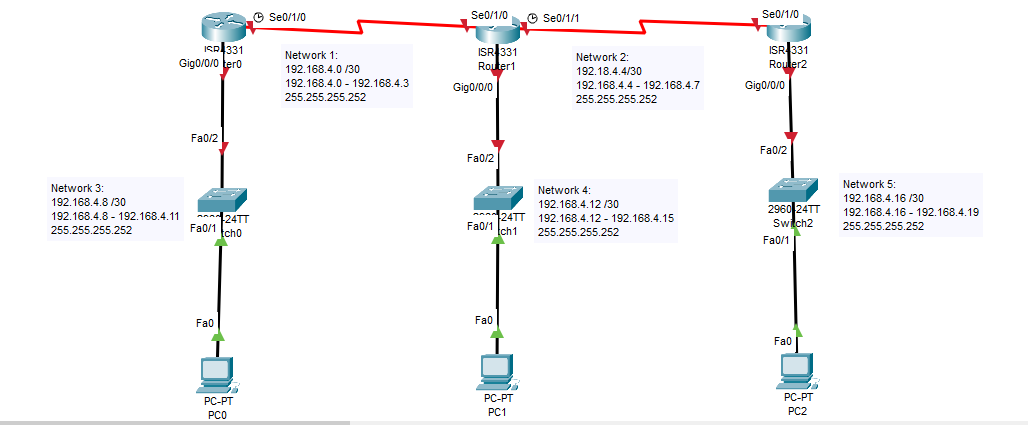 Se0/1/0
Se0/1/0
Se0/1/1
Se0/1/0
ISR4331
Router1
ISR4331
Router2
Gig0/0/0
Gig0/0/0
Gig0/0/0
Network 1:
192.168.4.0 /30
192.168.4.0 - 192.168.4.3
255.255.255.252
Network 2:
192.18.4.4/30
192.168.4.4 - 192.168.4.7
255.255.255.252
Fa0/2
Fa0/2
Fa0/2
Network 3:
192.168.4.8 /30
192.168.4.8 - 192.168.4.11
255.255.255.252
Network 4:
192.168.4.12 /30
192.168.4.12 - 192.168.4.15
255.255.255.252
Network 5:
192.168.4.16 /30
192.168.4.16 - 192.168.4.19
255.255.255.252
2960-24TT
Switch2
Fa0/1
Fa0/1
Fa0/1
Fa0
Fa0
Fa0
PC-PT
PC0
PC-PT
PC1
PC-PT
PC2